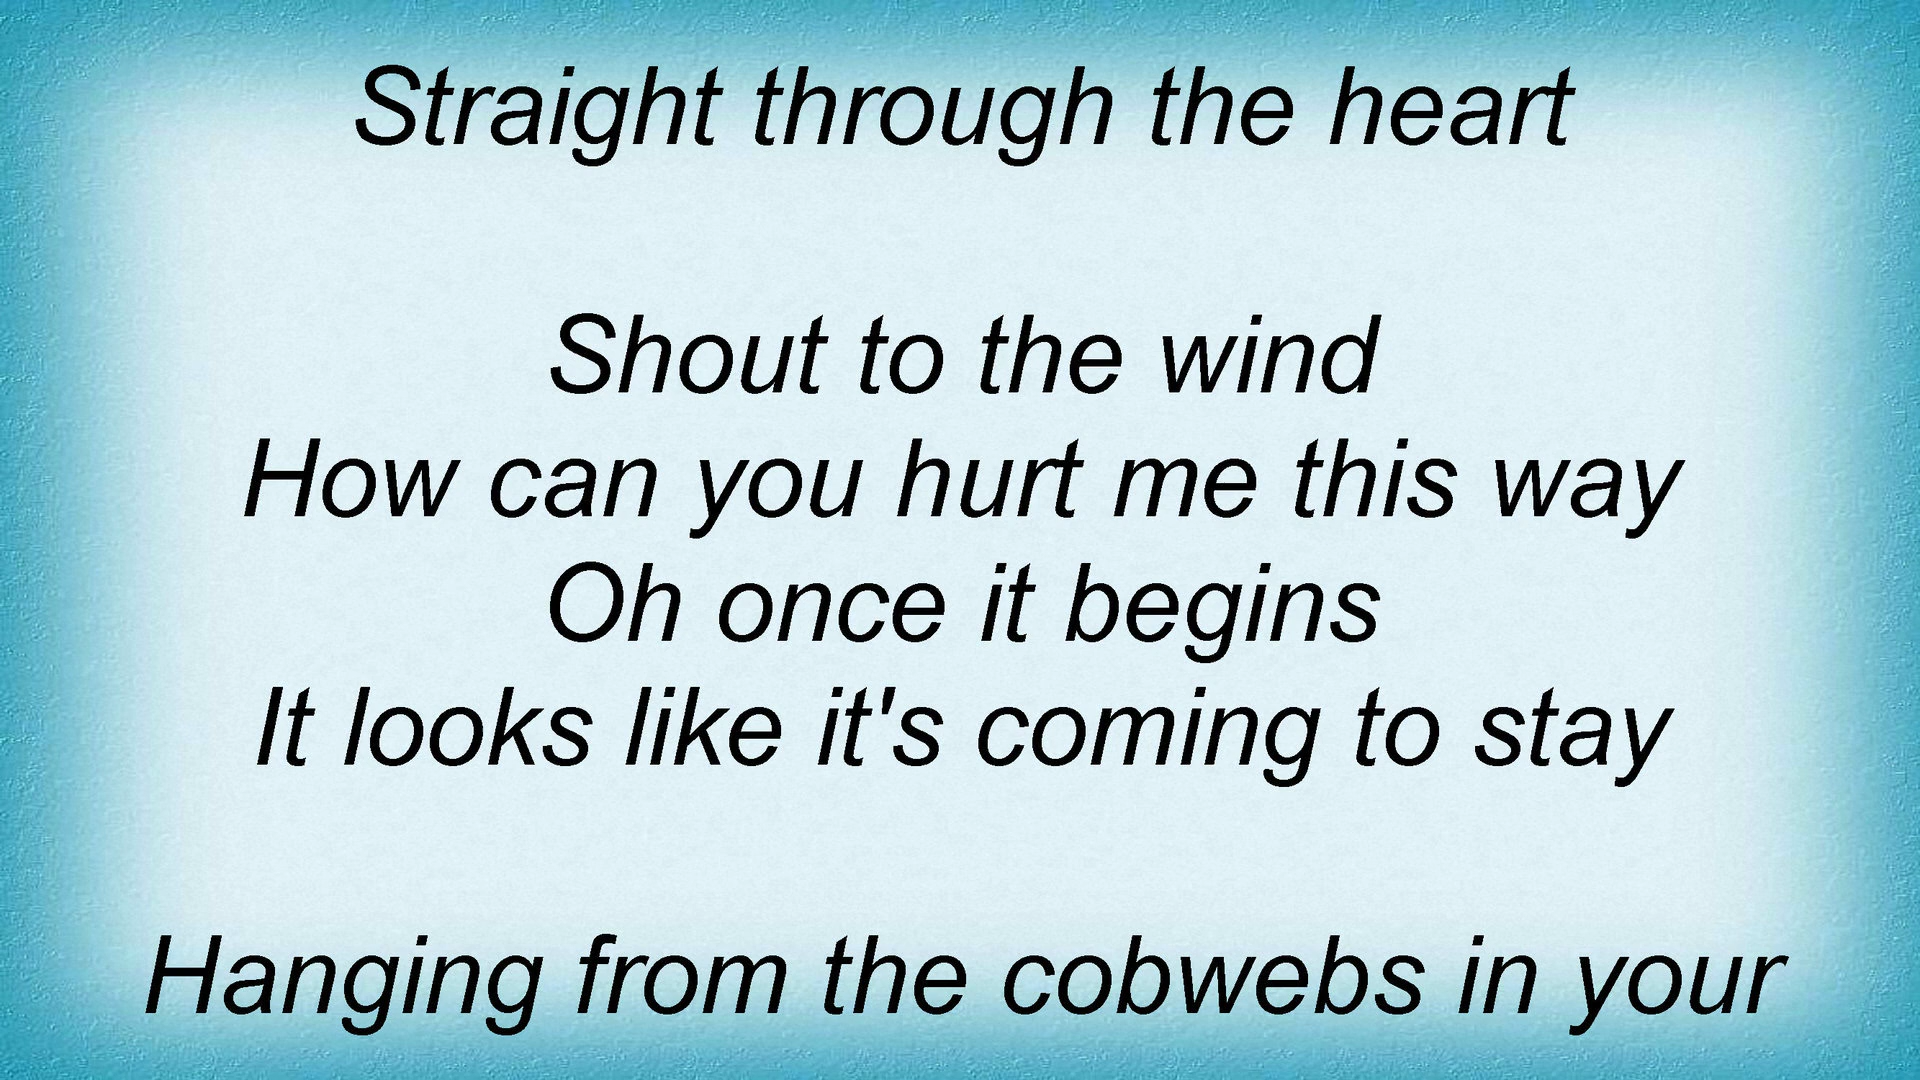 Straight through the heart
Shout to the wind
How can you hurt me this way
Oh once it begins
It looks like it's coming to stay
Hanging from the cobwebs in your